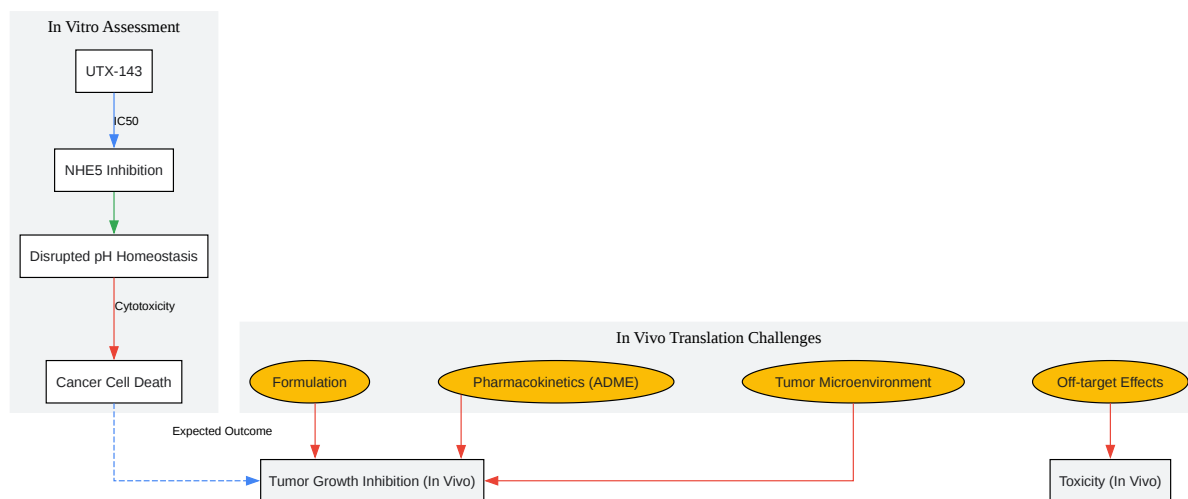 In Vitro Assessment
UTX-143
IC50
NHE5 Inhibition
Disrupted pH Homeostasis
Cytotoxicity
Cancer Cell Death
In Vivo Translation Challenges
Formulation
Pharmacokinetics (ADME)
Tumor Microenvironment
Off-target Effects
Expected Outcome
Tumor Growth Inhibition (In Vivo)
Toxicity (In Vivo)